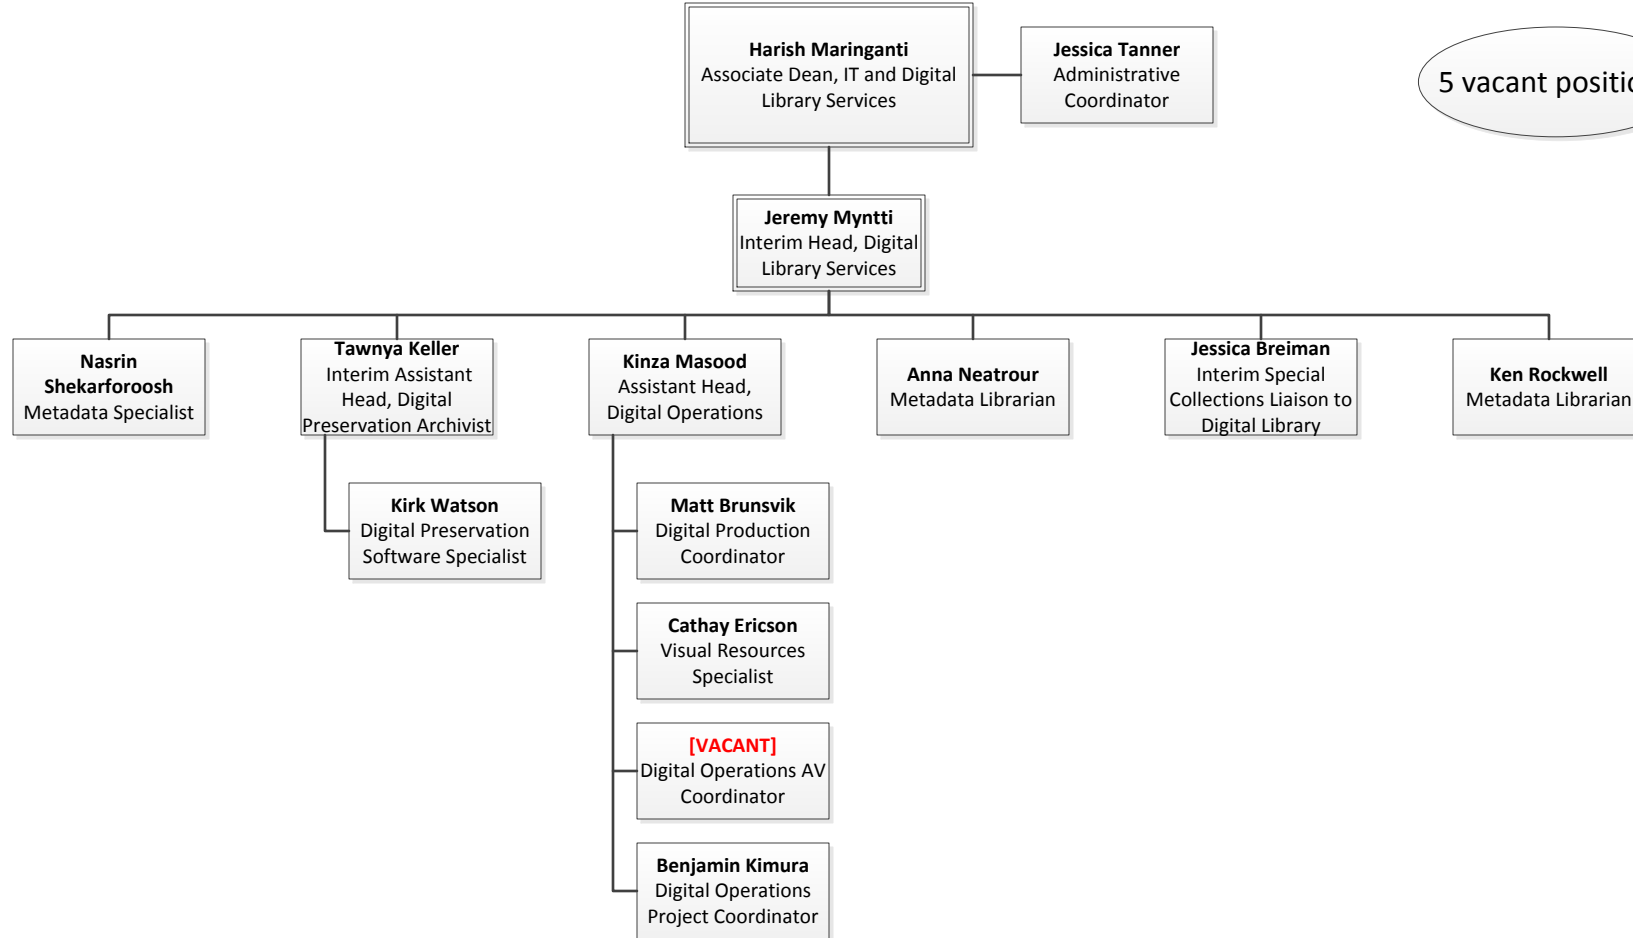 Harish Maringanti
Associate Dean, IT and Digital
Library Services
Jessica Tanner
Administrative
Coordinator
5 vacant
Jeremy Myntti
Interim Head, Digital
Library Services
Nasrin
Shekarforoosh
Metadata Specialist
Tawnya Keller
Interim Assistant
Head, Digital
Preservation Archivist
Kinza Masood
Assistant Head,
Digital Operations
Anna Neatrour
Metadata Librarian
Jessica Breiman
Interim Special
Collections Liaison to
Digital Library
Ken Rockwell
Metadata Librarian
Kirk Watson
Digital Preservation
Software Specialist
Matt Brunsvik
Digital Production
Coordinator
Cathay Ericson
Visual Resources
Specialist
[VACANT]
Digital Operations AV
Coordinator
Benjamin Kimura
Digital Operations
Project Coordinator